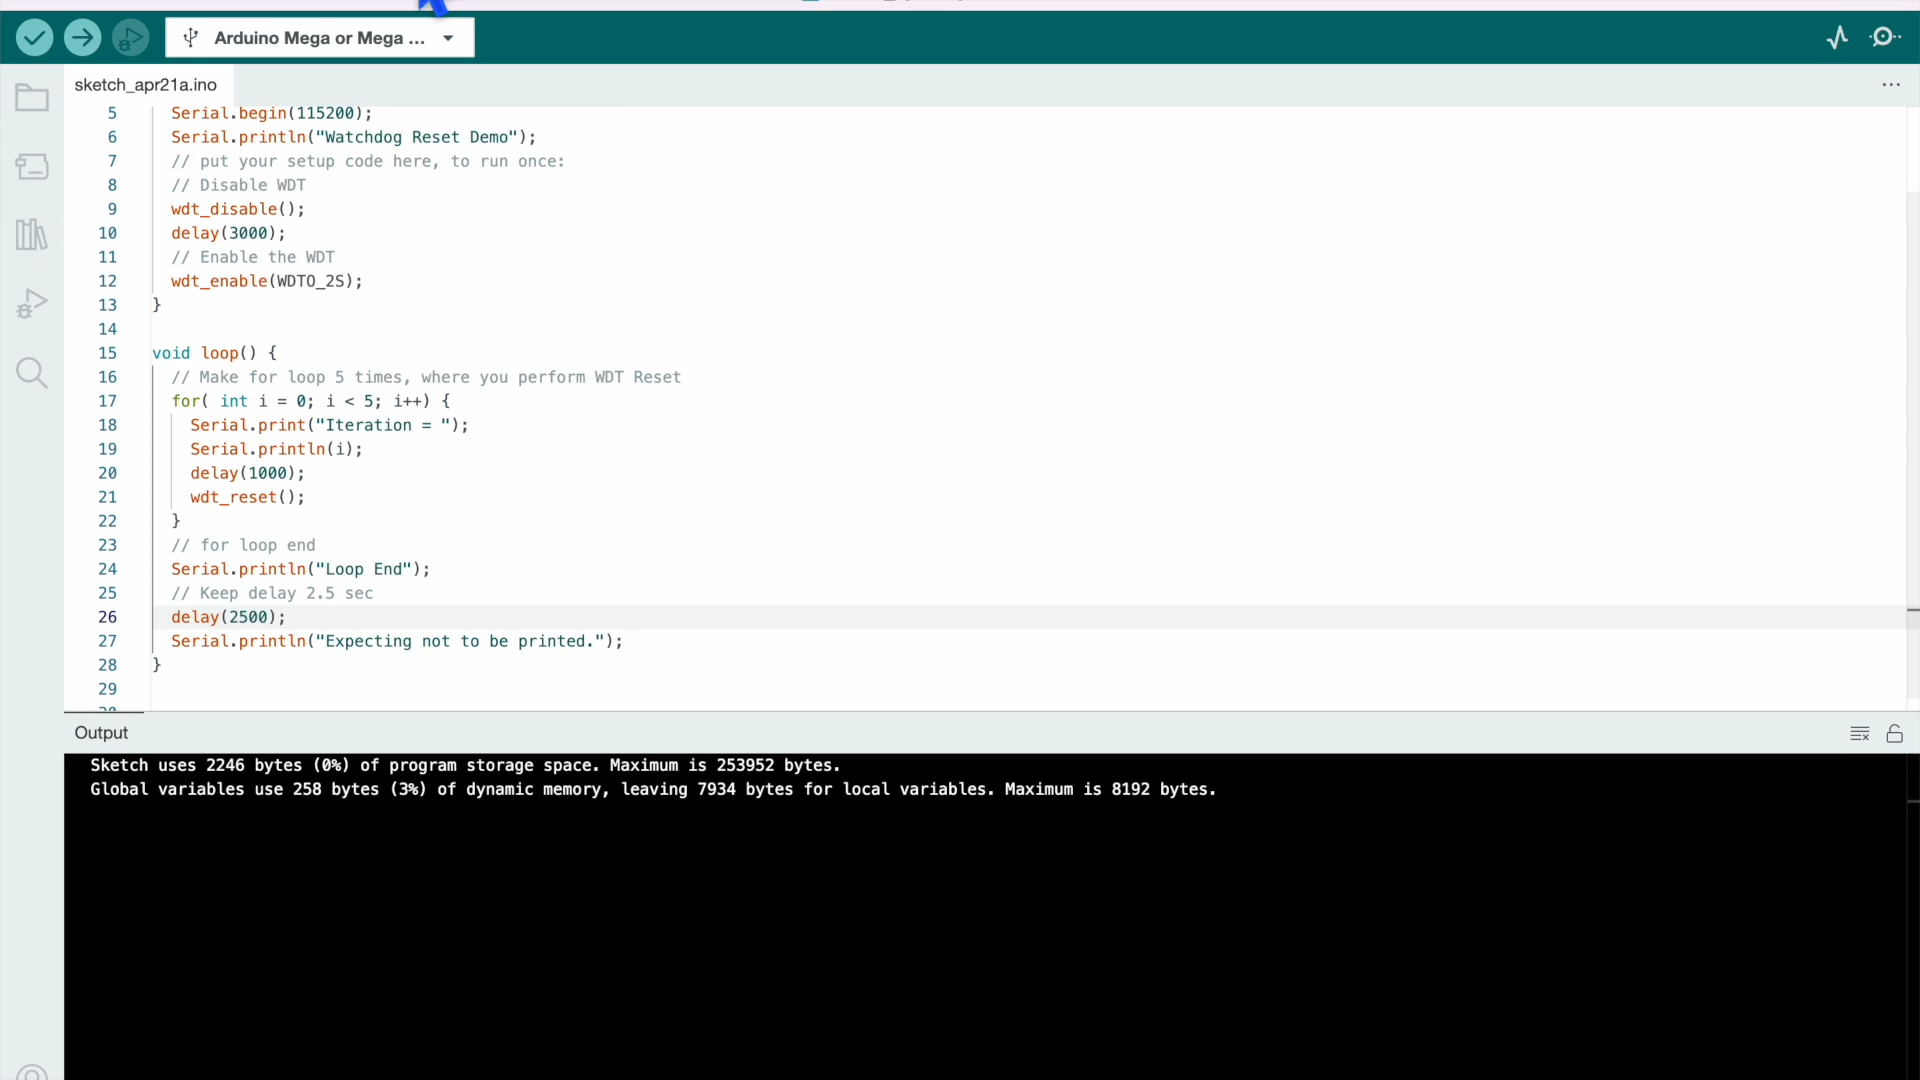 Arduino Mega or Mega ...
sketch_apr21a.ino
5 Serial.begin(115200);
6 Serial.println("Watchdog Reset Demo");
7 // put your setup code here, to run once:
8 // Disable WDT
9 wdt_disable();
10 delay(3000);
11 // Enable the WDT
12 wdt_enable(WDTO_2S);
13 }
14
15 void loop() {
16 // Make for loop 5 times, where you perform WDT Reset
17 for( int i = 0; i < 5; i++) {
18 Serial.print("Iteration = ");
19 Serial.println(i);
20 delay(1000);
21 wdt_reset();
22 }
23 // for loop end
24 Serial.println("Loop End");
25 // Keep delay 2.5 sec
26 delay(2500);
27 Serial.println("Expecting not to be printed.");
28 }
29
Output
Sketch uses 2246 bytes (0%) of program storage space. Maximum is 253952 bytes.
Global variables use 258 bytes (3%) of dynamic memory, leaving 7934 bytes for local variables. Maximum is 8192 bytes.